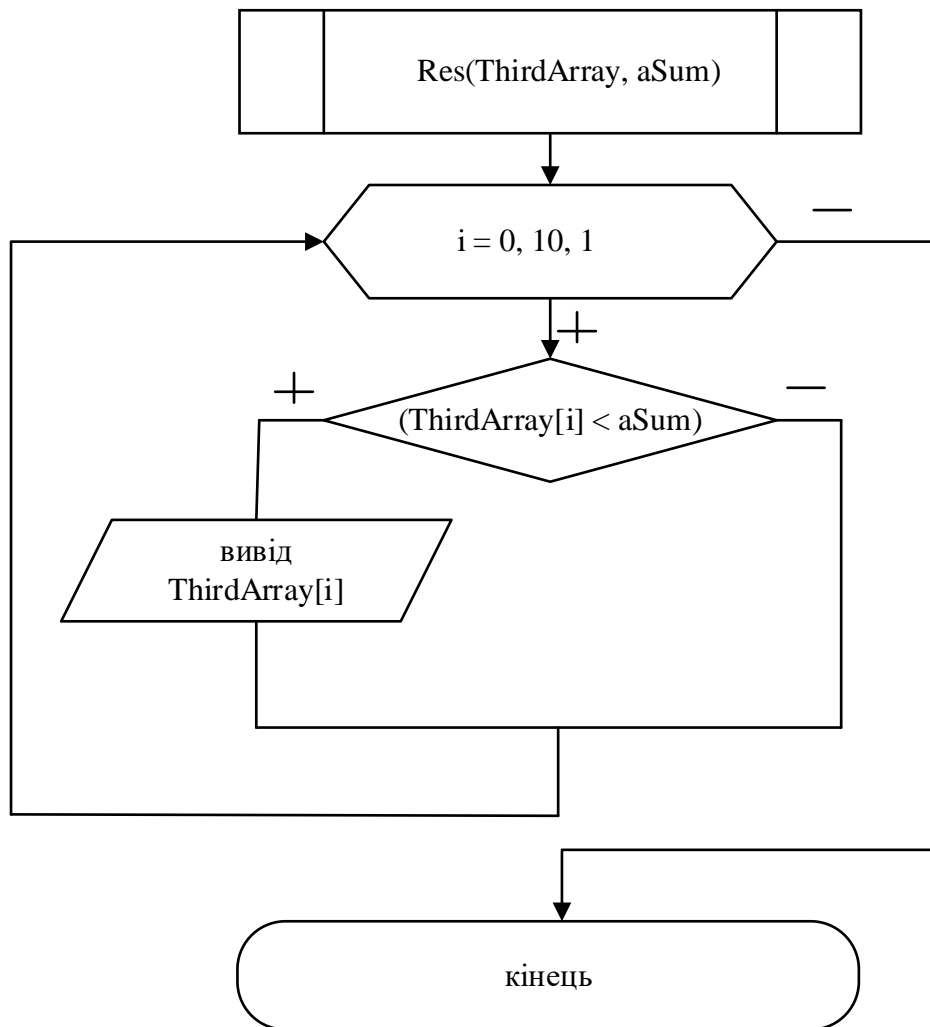 Res(ThirdArray, aSum)
i = 0, 10, 1
(ThirdArray[i] < aSum)
вивід
ThirdArray[i]
кінець